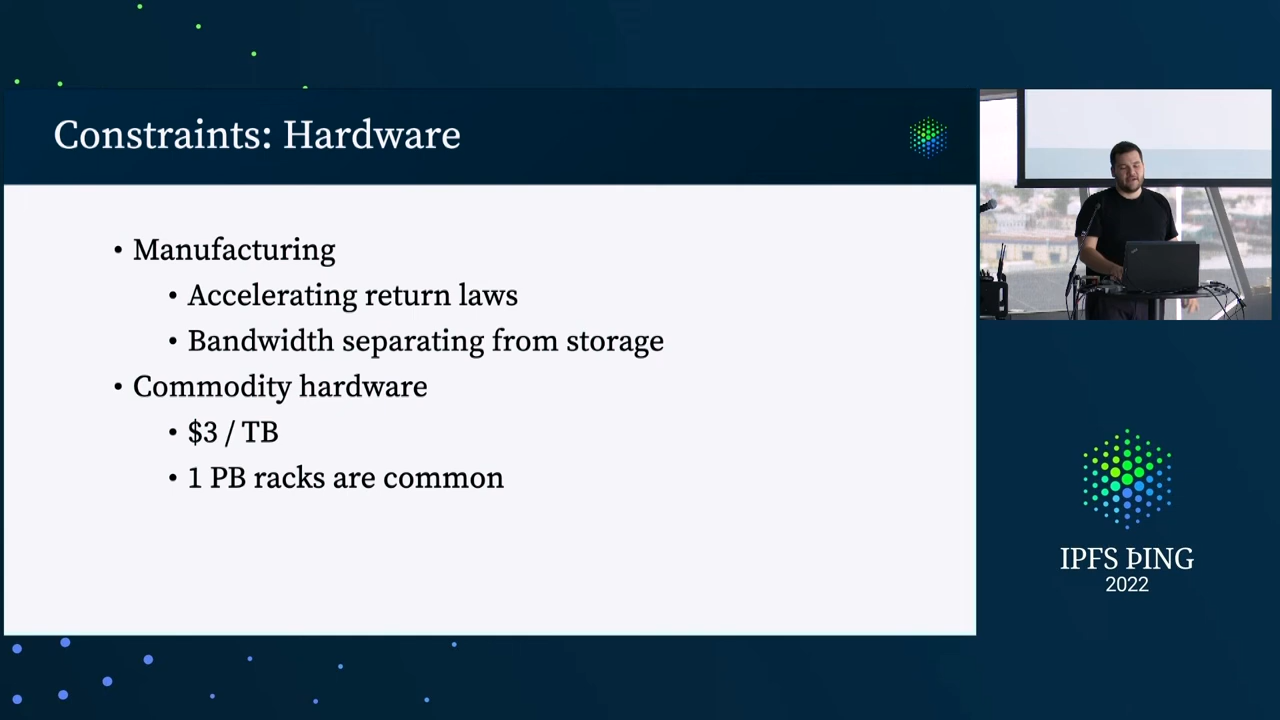 Constraints: Hardware
• Manufacturing
• Accelerating return laws
• Bandwidth separating from storage
• Commodity hardware
• $3 / TB
• 1 PB racks are common
IPFS ÞING
2022